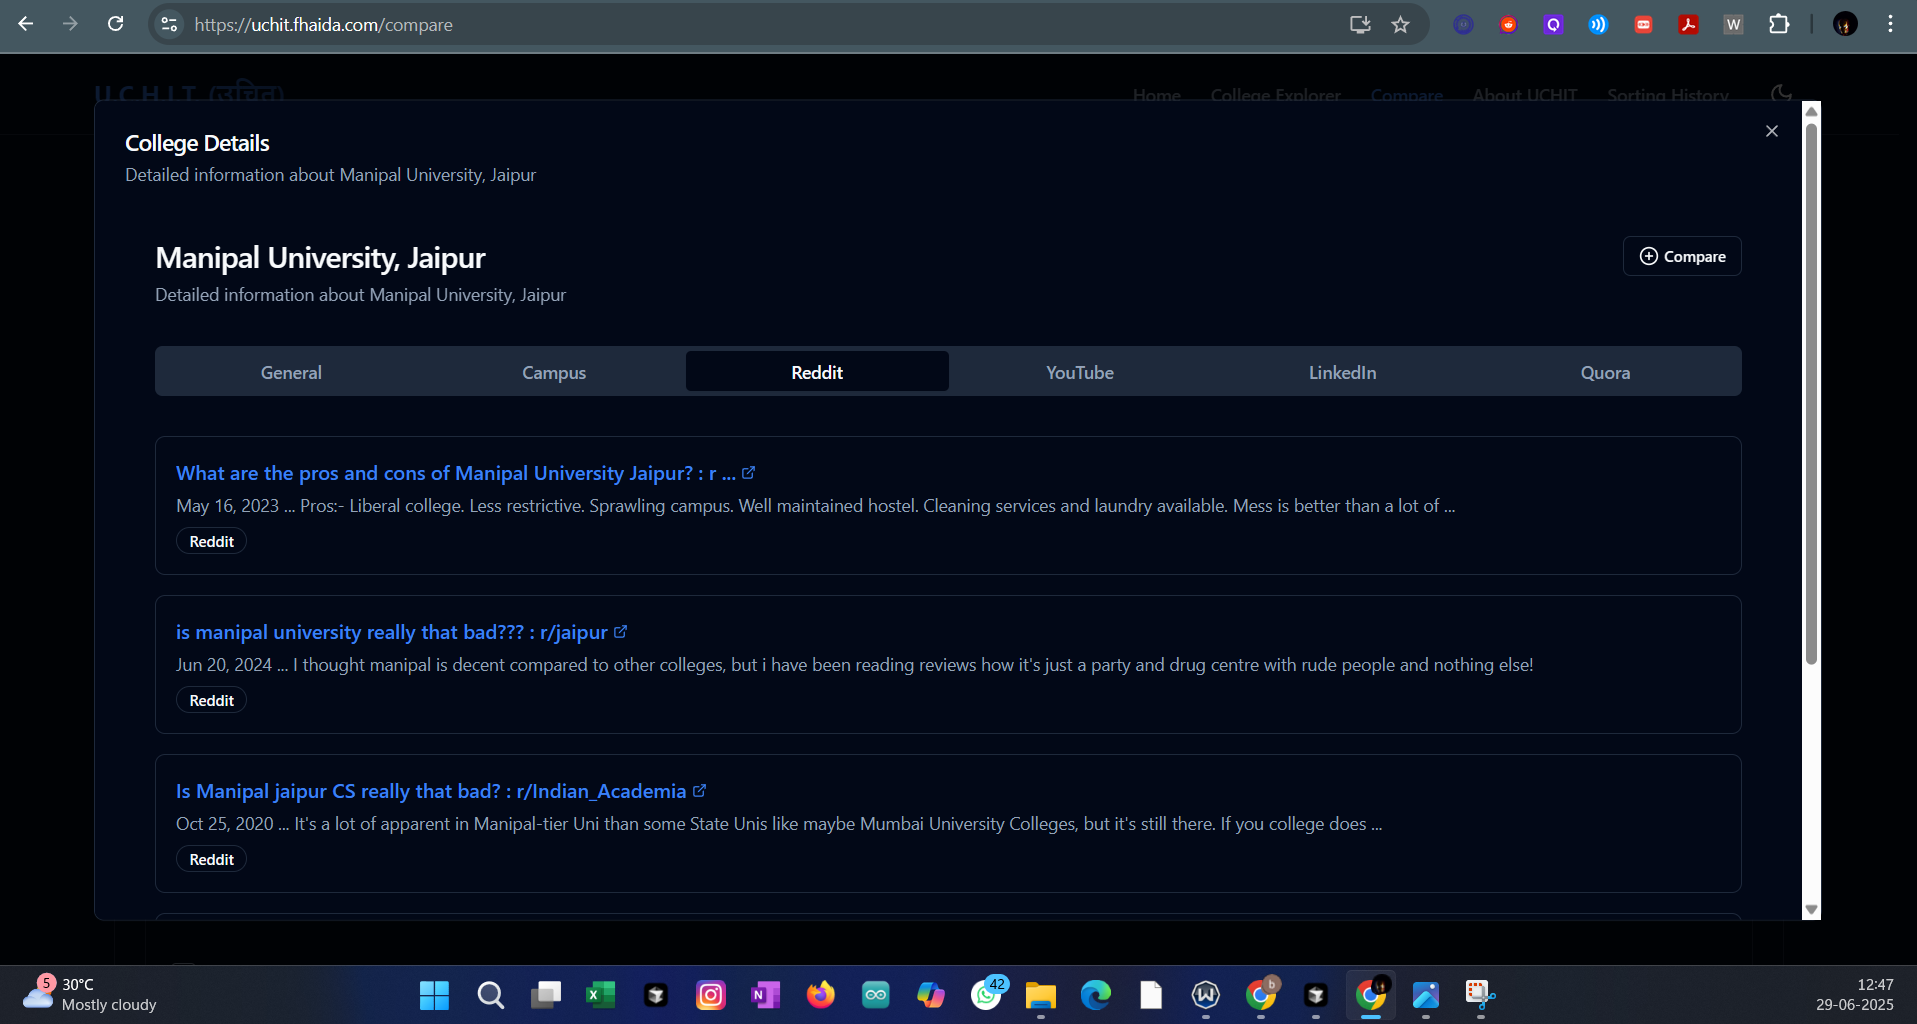 https://uchit.fhaida.com/compare
U.C.H.I.T (उचित)
Home College Explorer Compare About UCHIT Sorting History
College Details
Detailed information about Manipal University, Jaipur
Manipal University, Jaipur
Compare
Detailed information about Manipal University, Jaipur
General Campus Reddit YouTube LinkedIn Quora
What are the pros and cons of Manipal University Jaipur? : r ...
May 16, 2023 ... Pros:- Liberal college. Less restrictive. Sprawling campus. Well maintained hostel. Cleaning services and laundry available. Mess is better than a lot of ...
Reddit
is manipal university really that bad??? : r/jaipur
Jun 20, 2024 ... I thought manipal is decent compared to other colleges, but i have been reading reviews how it's just a party and drug centre with rude people and nothing else!
Reddit
Is Manipal jaipur CS really that bad? : r/Indian_Academia
Oct 25, 2020 ... It's a lot of apparent in Manipal-tier Uni than some State Unis like maybe Mumbai University Colleges, but it's still there. If you college does ...
Reddit
5
30°C
Mostly cloudy
42
12:47
29-06-2025